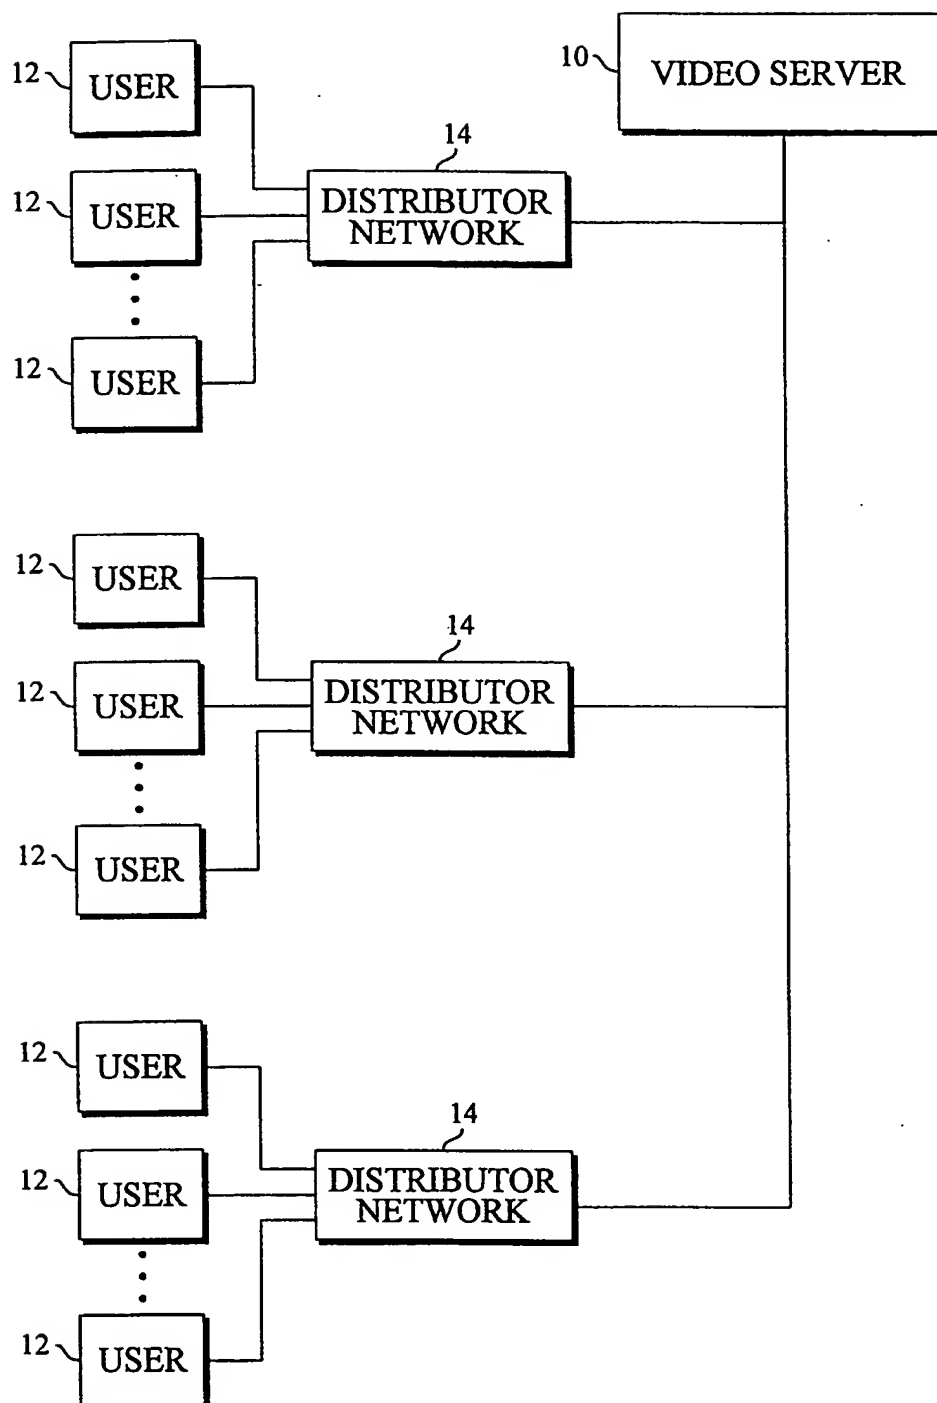 10
VIDEO SERVER
12
USER
14
DISTRIBUTOR
NETWORK
12
USER
12
USER
12
USER
14
DISTRIBUTOR
NETWORK
12
USER
12
USER
12
USER
14
DISTRIBUTOR
NETWORK
12
USER
12
USER